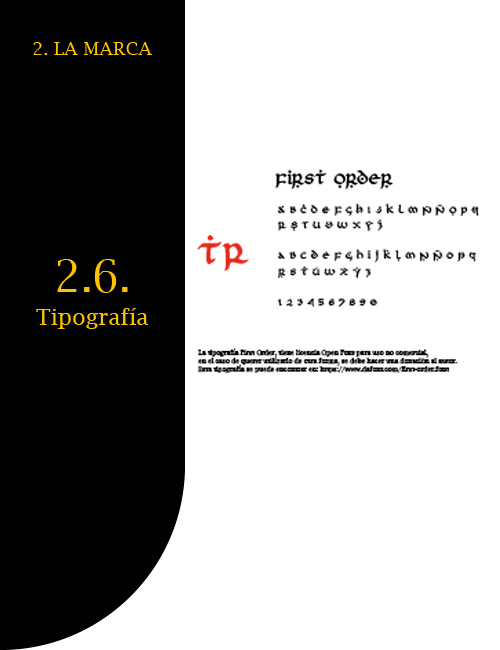 2. LA MARCA
2.6.
Tipografía
First Order
a b c d e f g h i j k l m n ñ o p q
r s t u v w x y z
TR
a b c d e f g h i j k l m n ñ o p q
r s t u v w x y z
1 2 3 4 5 6 7 8 9 0
La tipografía First Order, tiene licencia Open Font para uso no comercial,
en el caso de querer utilizarlo de otra forma, se debe hacer una donación al autor.
Esta tipografía se puede encontrar en: https://www.dafont.com/first-order.font